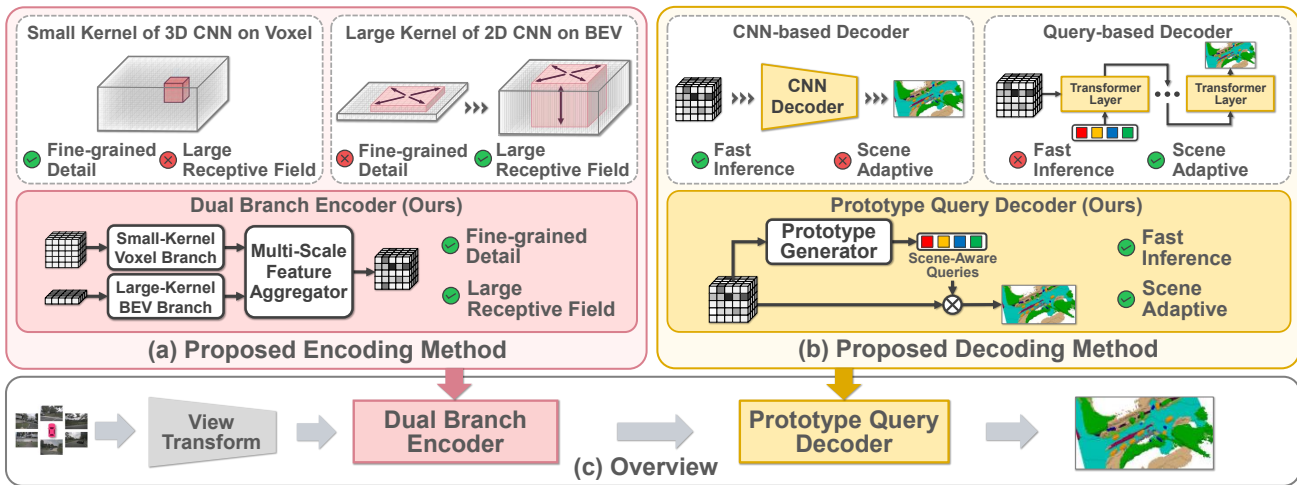 Small Kernel of 3D CNN on Voxel
Fine-grained
Detail
Large
Receptive Field
Large Kernel of 2D CNN on BEV
Fine-grained
Detail
Large
Receptive Field
Dual Branch Encoder (Ours)
Small-Kernel
Voxel Branch
Large-Kernel
BEV Branch
Multi-Scale
Feature
Aggregator
Fine-grained
Detail
Large
Receptive Field
(a) Proposed Encoding Method
CNN-based Decoder
CNN
Decoder
Fast
Inference
Scene
Adaptive
Query-based Decoder
Transformer
Layer
Transformer
Layer
Fast
Inference
Scene
Adaptive
Prototype Query Decoder (Ours)
Prototype
Generator
Scene-Aware
Queries
Fast
Inference
Scene
Adaptive
(b) Proposed Decoding Method
View
Transform
Dual Branch
Encoder
Prototype Query
Decoder
(c) Overview